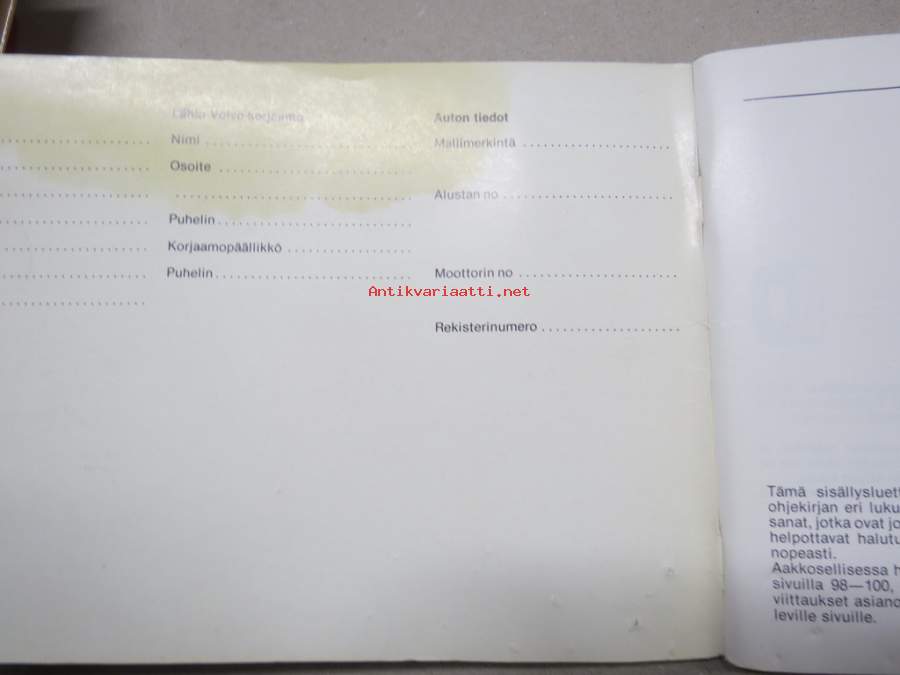 Lähin Volvo-korjaamo
Nimi
Osoite
Puhelin
Korjaamopäällikkö
Puhelin
Auton tiedot
Mallimerkintä
Alustan no
Moottorin no
Rekisterinumero
Antikvariaatti.net
Tämä sisällysluett
ohjekirjan eri luku
sanat, jotka ovat jo
helpottavat halutu
nopeasti.
Aakkosellisessa h
sivuilla 98—100,
viittaukset asiano
leville sivuille.